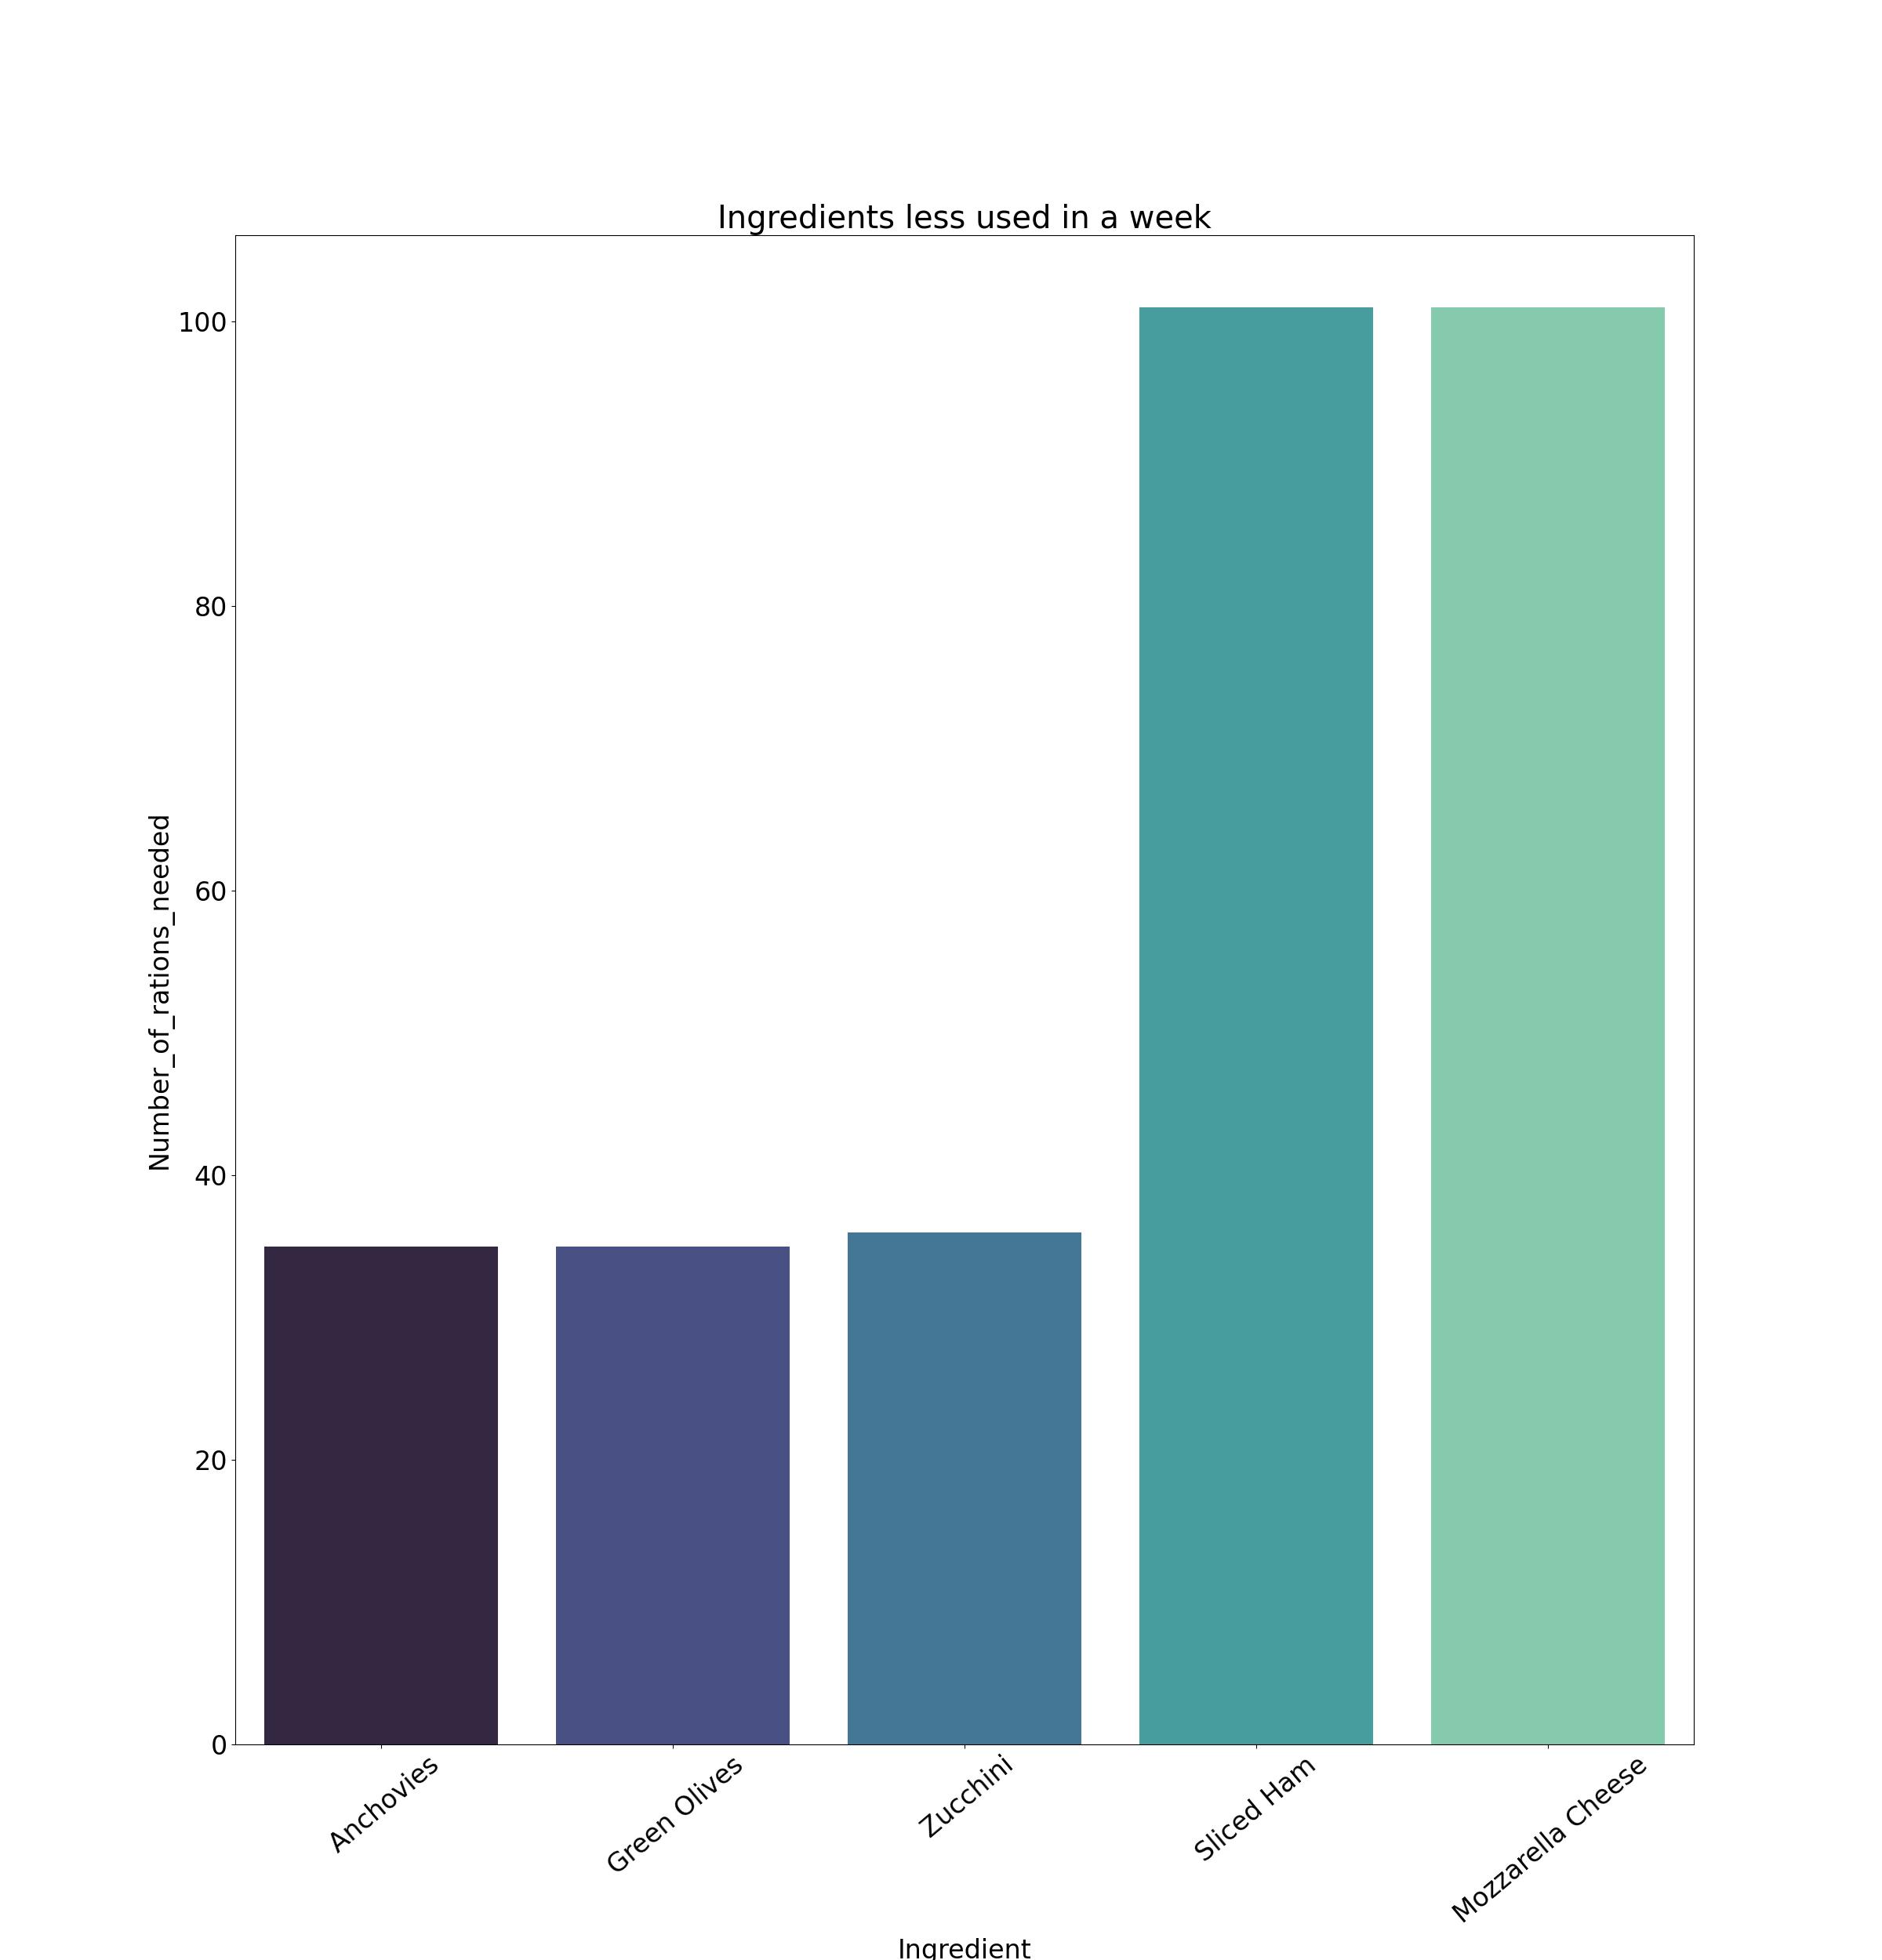 Ingredients less used in a week
100
80
60
40
20
0
Number_of_rations_needed
Anchovies
Green Olives
Zucchini
Sliced Ham
Mozzarella Cheese
Ingredient